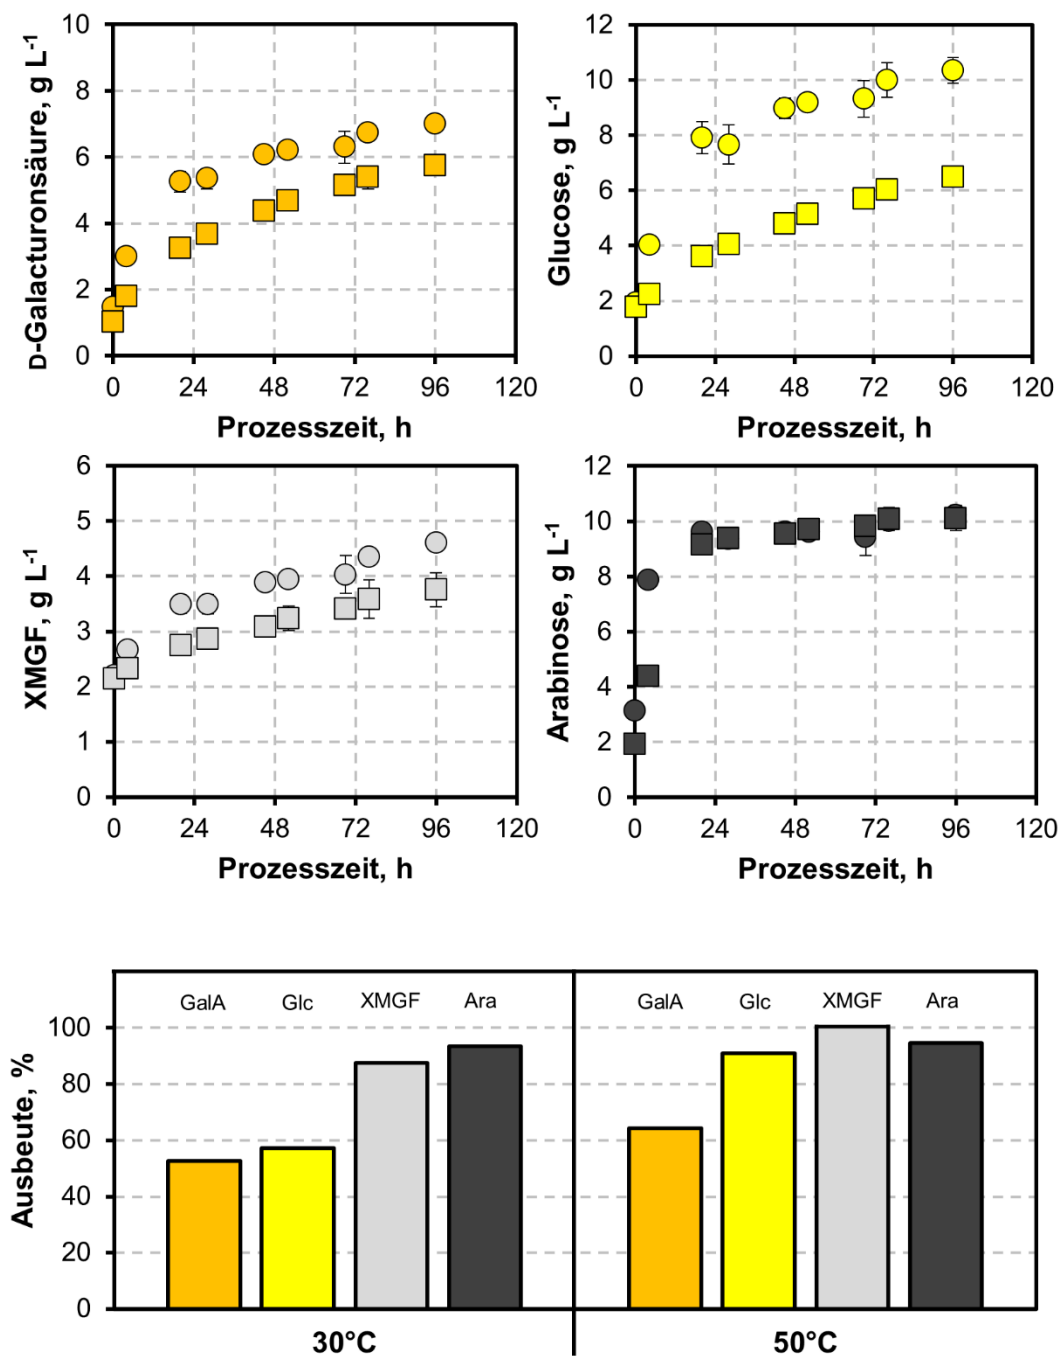 10
8
6
4
2
0
D-Galacturonsäure, g L-1
0 24 48 72 96 120
Prozesszeit, h
12
10
8
6
4
2
0
Glucose, g L-1
0 24 48 72 96 120
Prozesszeit, h
6
5
4
3
2
1
0
XMGF, g L-1
0 24 48 72 96 120
Prozesszeit, h
12
10
8
6
4
2
0
Arabinose, g L-1
0 24 48 72 96 120
Prozesszeit, h
100
80
60
40
20
0
Ausbeute, %
GalA Glc XMGF Ara
GalA Glc XMGF Ara
30°C
50°C